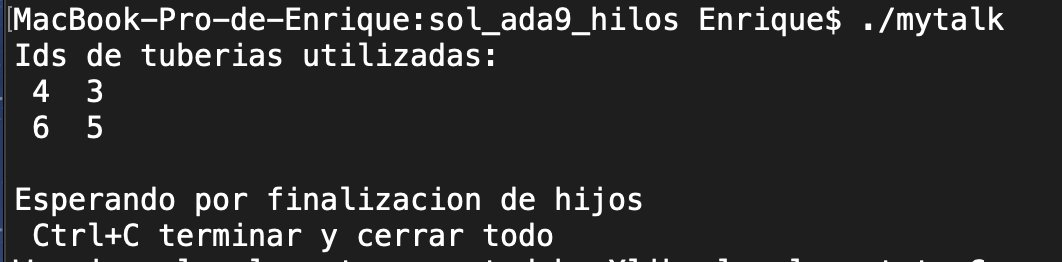 [MacBook-Pro-de-Enrique:sol_ada9_hilos Enrique$ ./mytalk
Ids de tuberias utilizadas:
4 3
6 5
Esperando por finalizacion de hijos
Ctrl+C terminar y cerrar todo